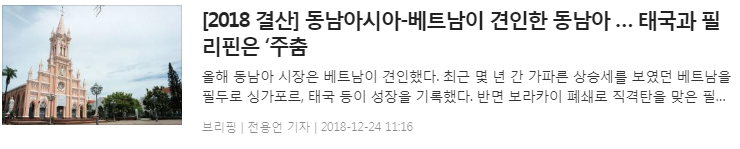 [2018 결산] 동남아시아-베트남이 견인한 동남아 … 태국과 필
리핀은 ‘주춤
올해 동남아 시장은 베트남이 견인했다. 최근 몇 년 간 가파른 상승세를 보였던 베트남을
필두로 싱가포르, 태국 등이 성장을 기록했다. 반면 보라카이 폐쇄로 직격탄을 맞은 필...
브리핑 | 전용언 기자 | 2018-12-24 11:16